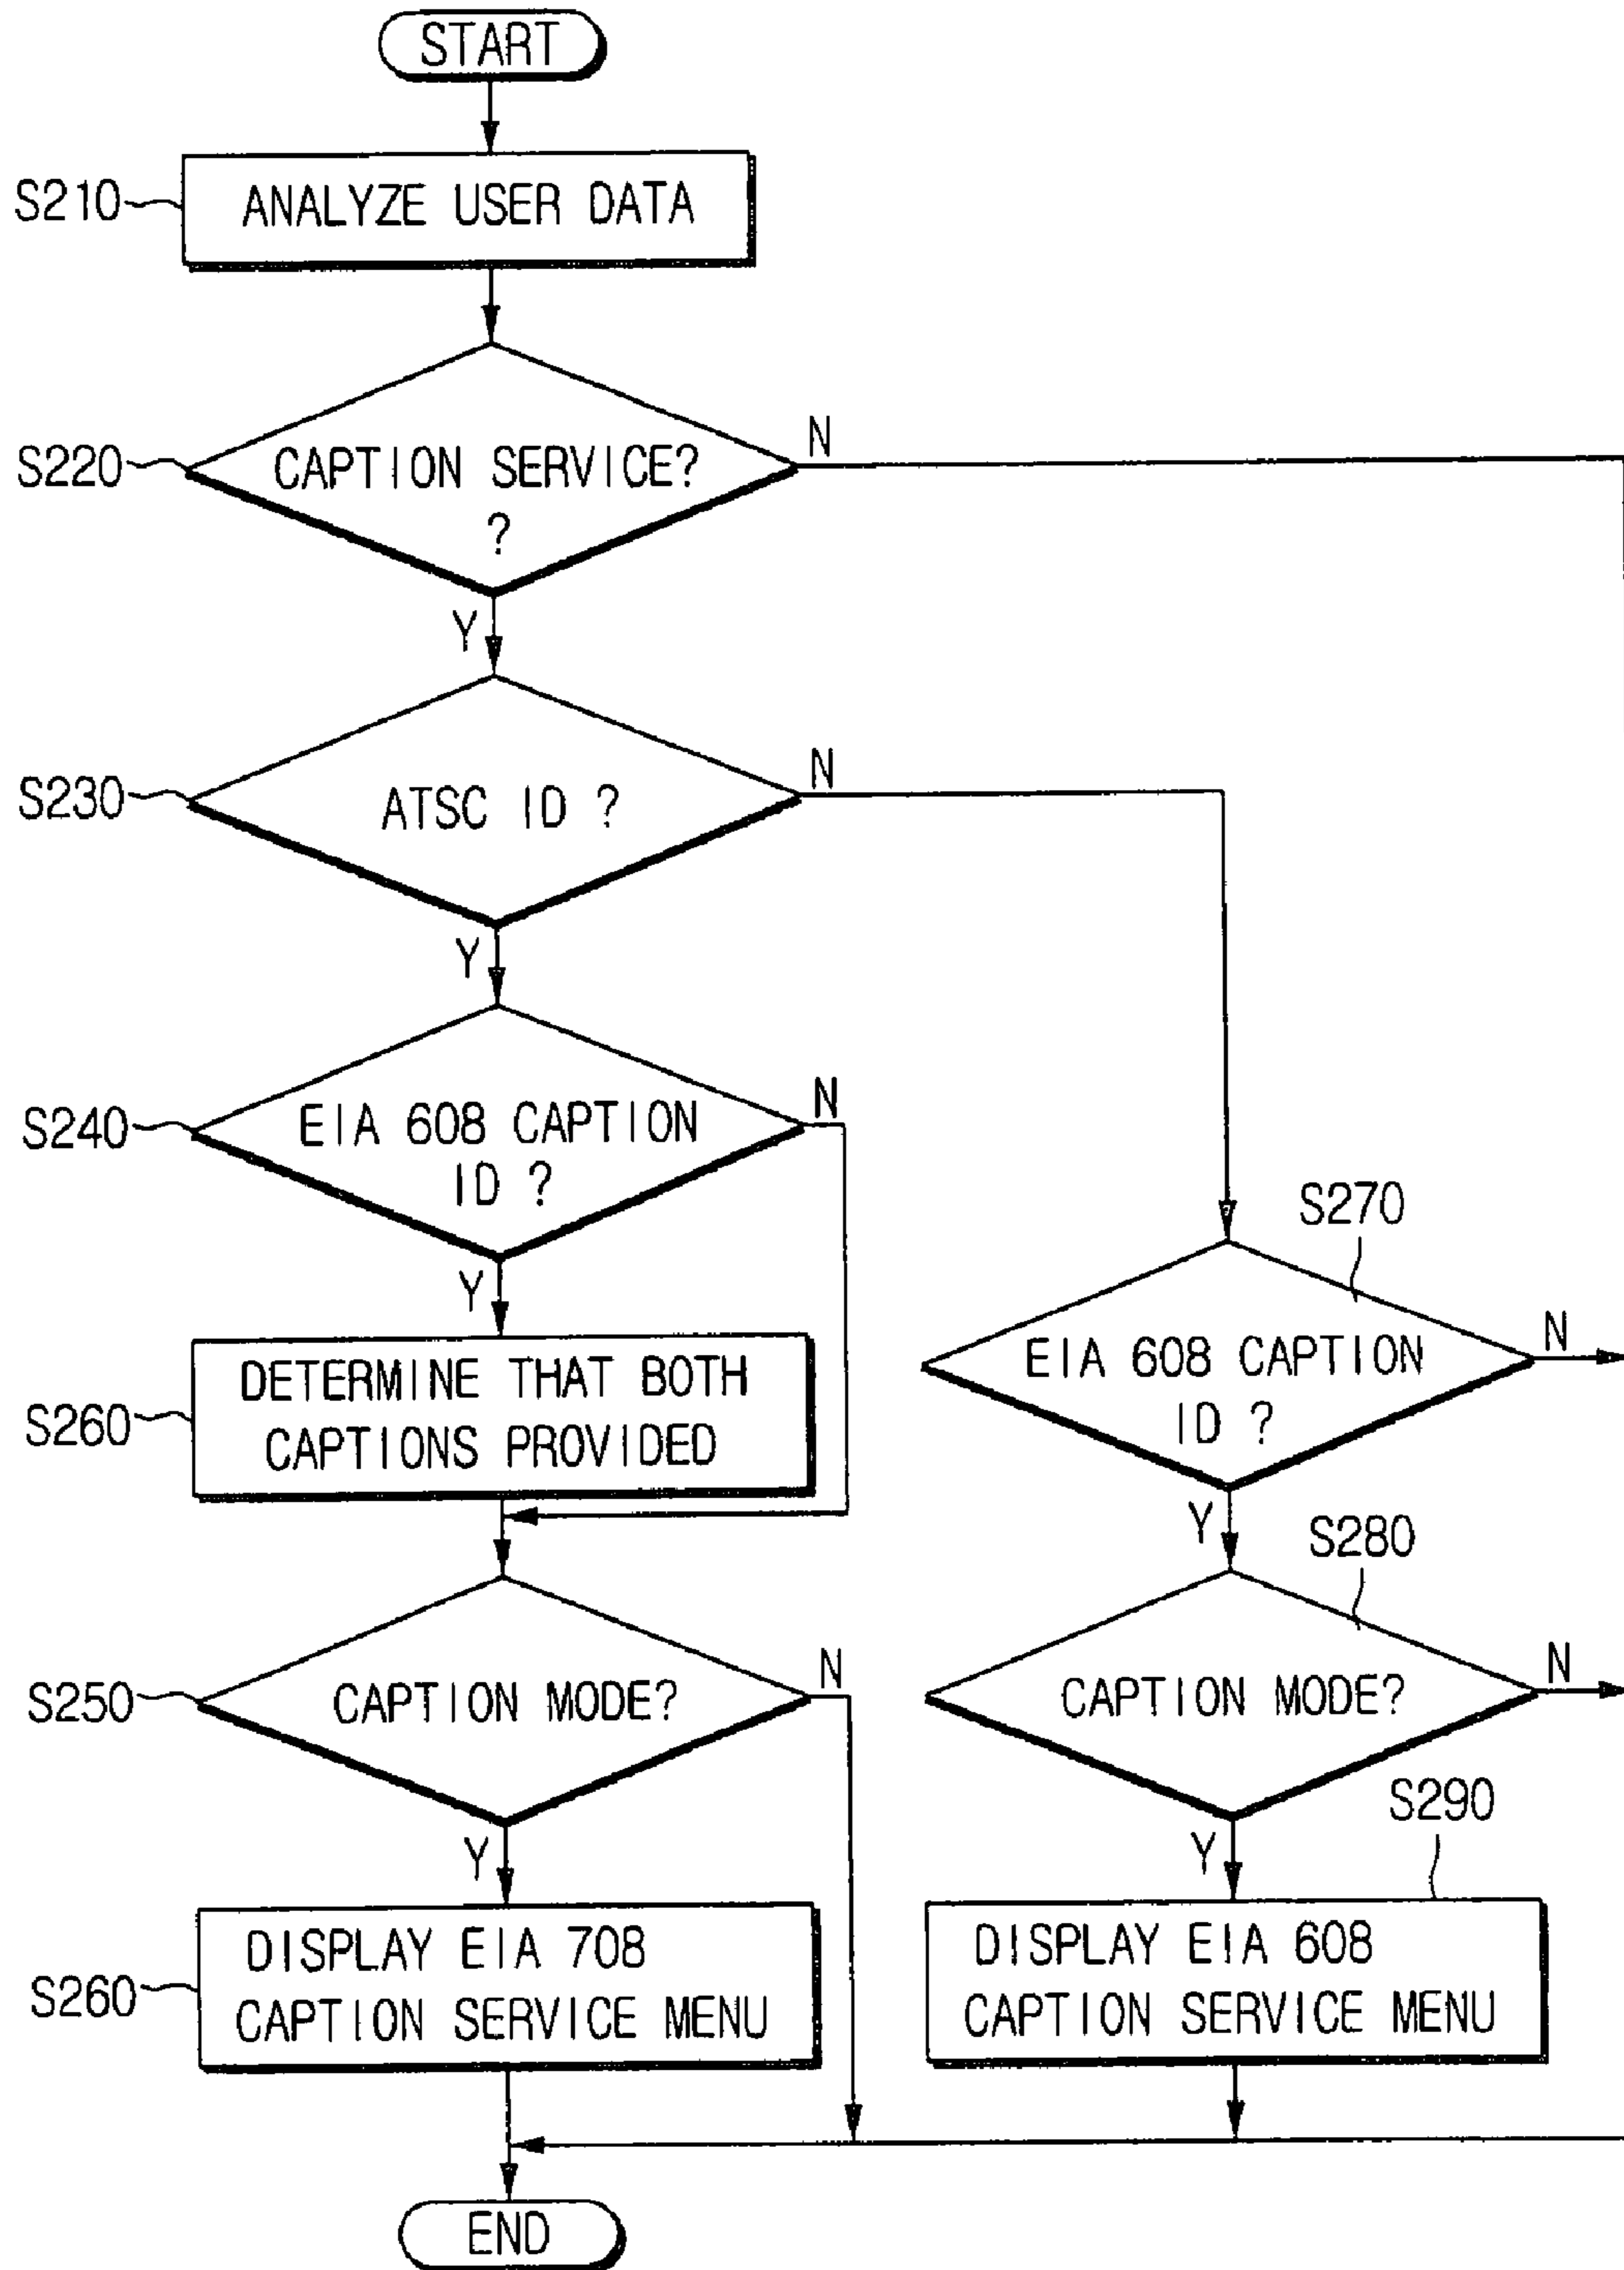 START
S210
ANALYZE USER DATA
S220
CAPTION SERVICE?
?
N
Y
S230
ATSC ID ?
N
Y
S240
EIA 608 CAPTION
ID ?
N
Y
S260
DETERMINE THAT BOTH
CAPTIONS PROVIDED
S250
CAPTION MODE?
N
Y
S260
DISPLAY EIA 708
CAPTION SERVICE MENU
S270
EIA 608 CAPTION
ID ?
N
Y
S280
CAPTION MODE?
N
Y
S290
DISPLAY EIA 608
CAPTION SERVICE MENU
END